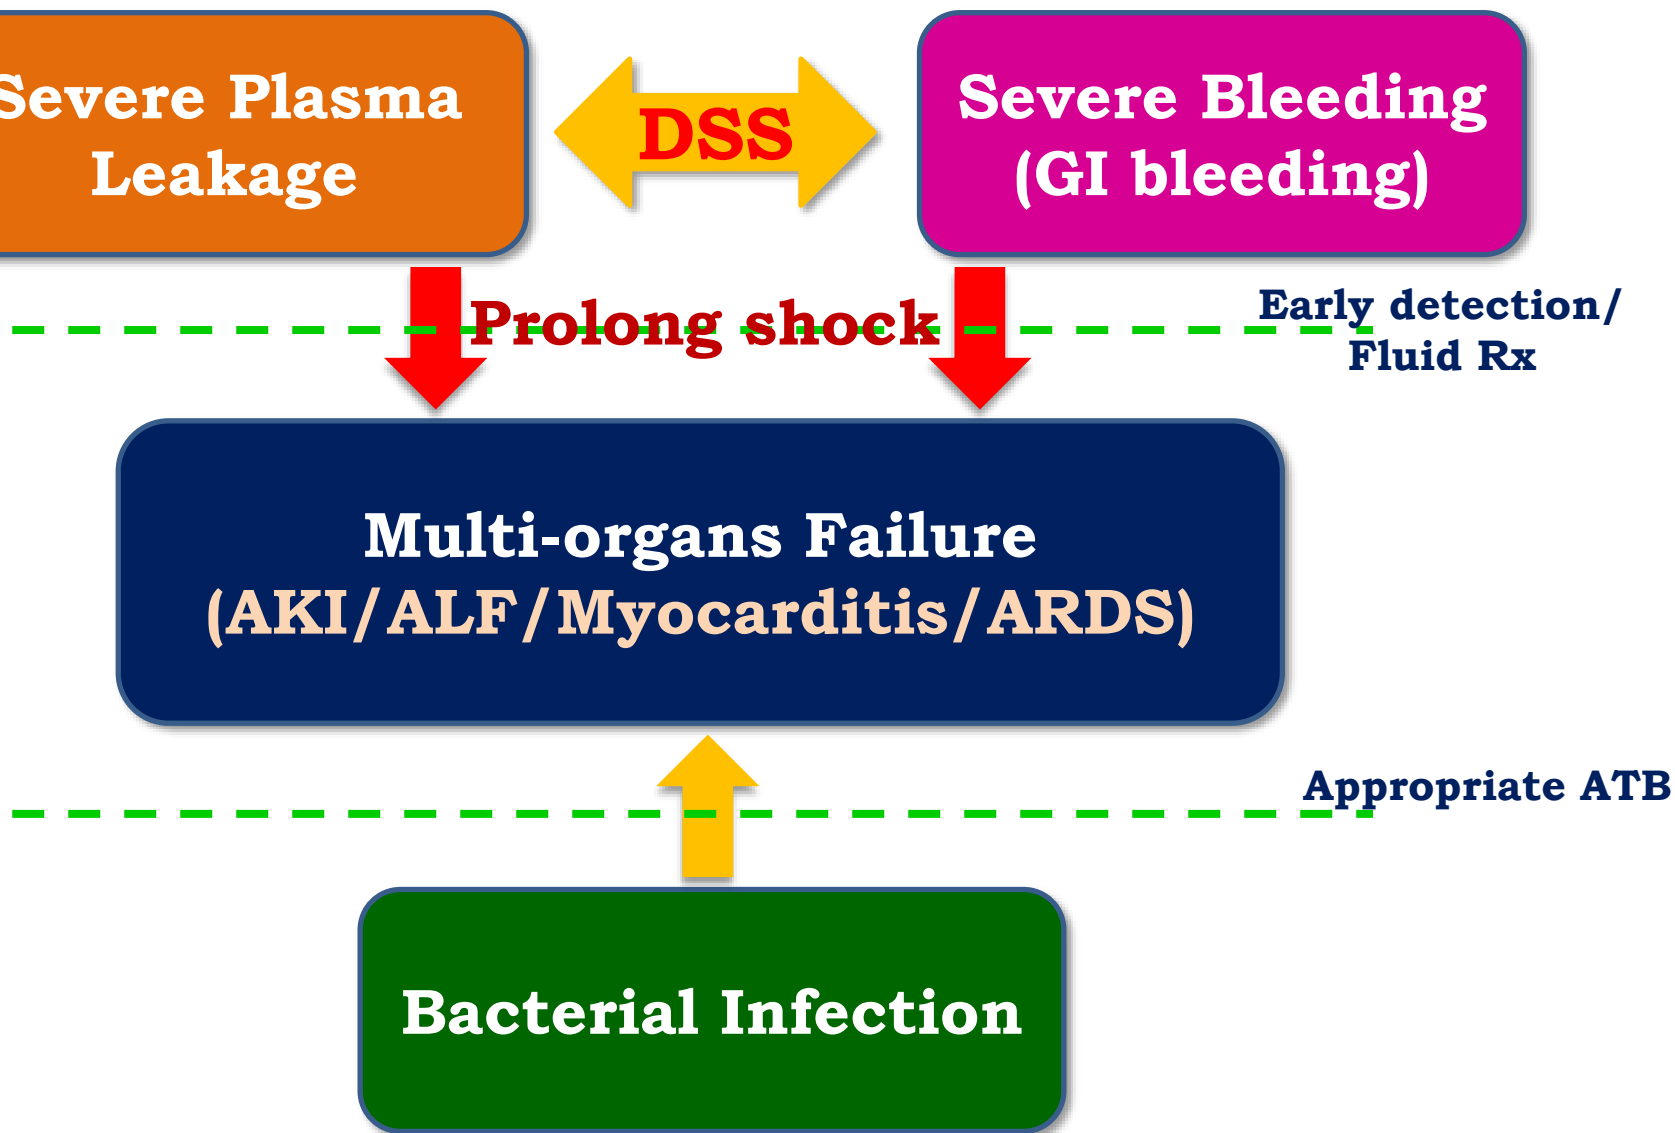 Severe Plasma
Leakage
DSS
Severe Bleeding
(GI bleeding)
Prolong shock
Early detection/
Fluid Rx
Multi-organs Failure
(AKI/ALF/Myocarditis/ARDS)
Appropriate ATB
Bacterial Infection